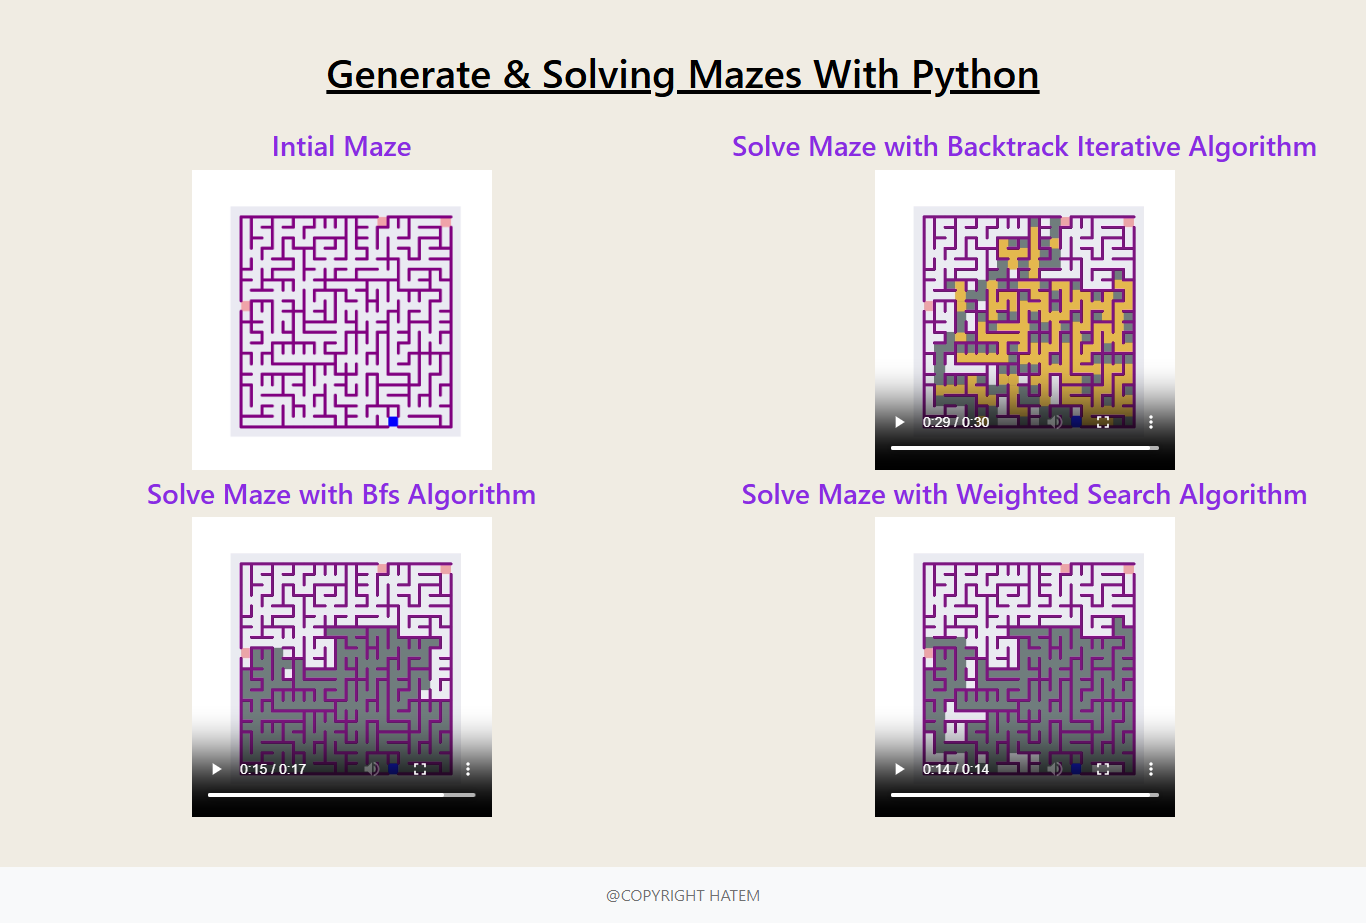 Generate & Solving Mazes With Python
Intial Maze
Solve Maze with Backtrack Iterative Algorithm
0:29 / 0:30
Solve Maze with Bfs Algorithm
Solve Maze with Weighted Search Algorithm
0:15 / 0:17
0:14 / 0:14
@COPYRIGHT HATEM